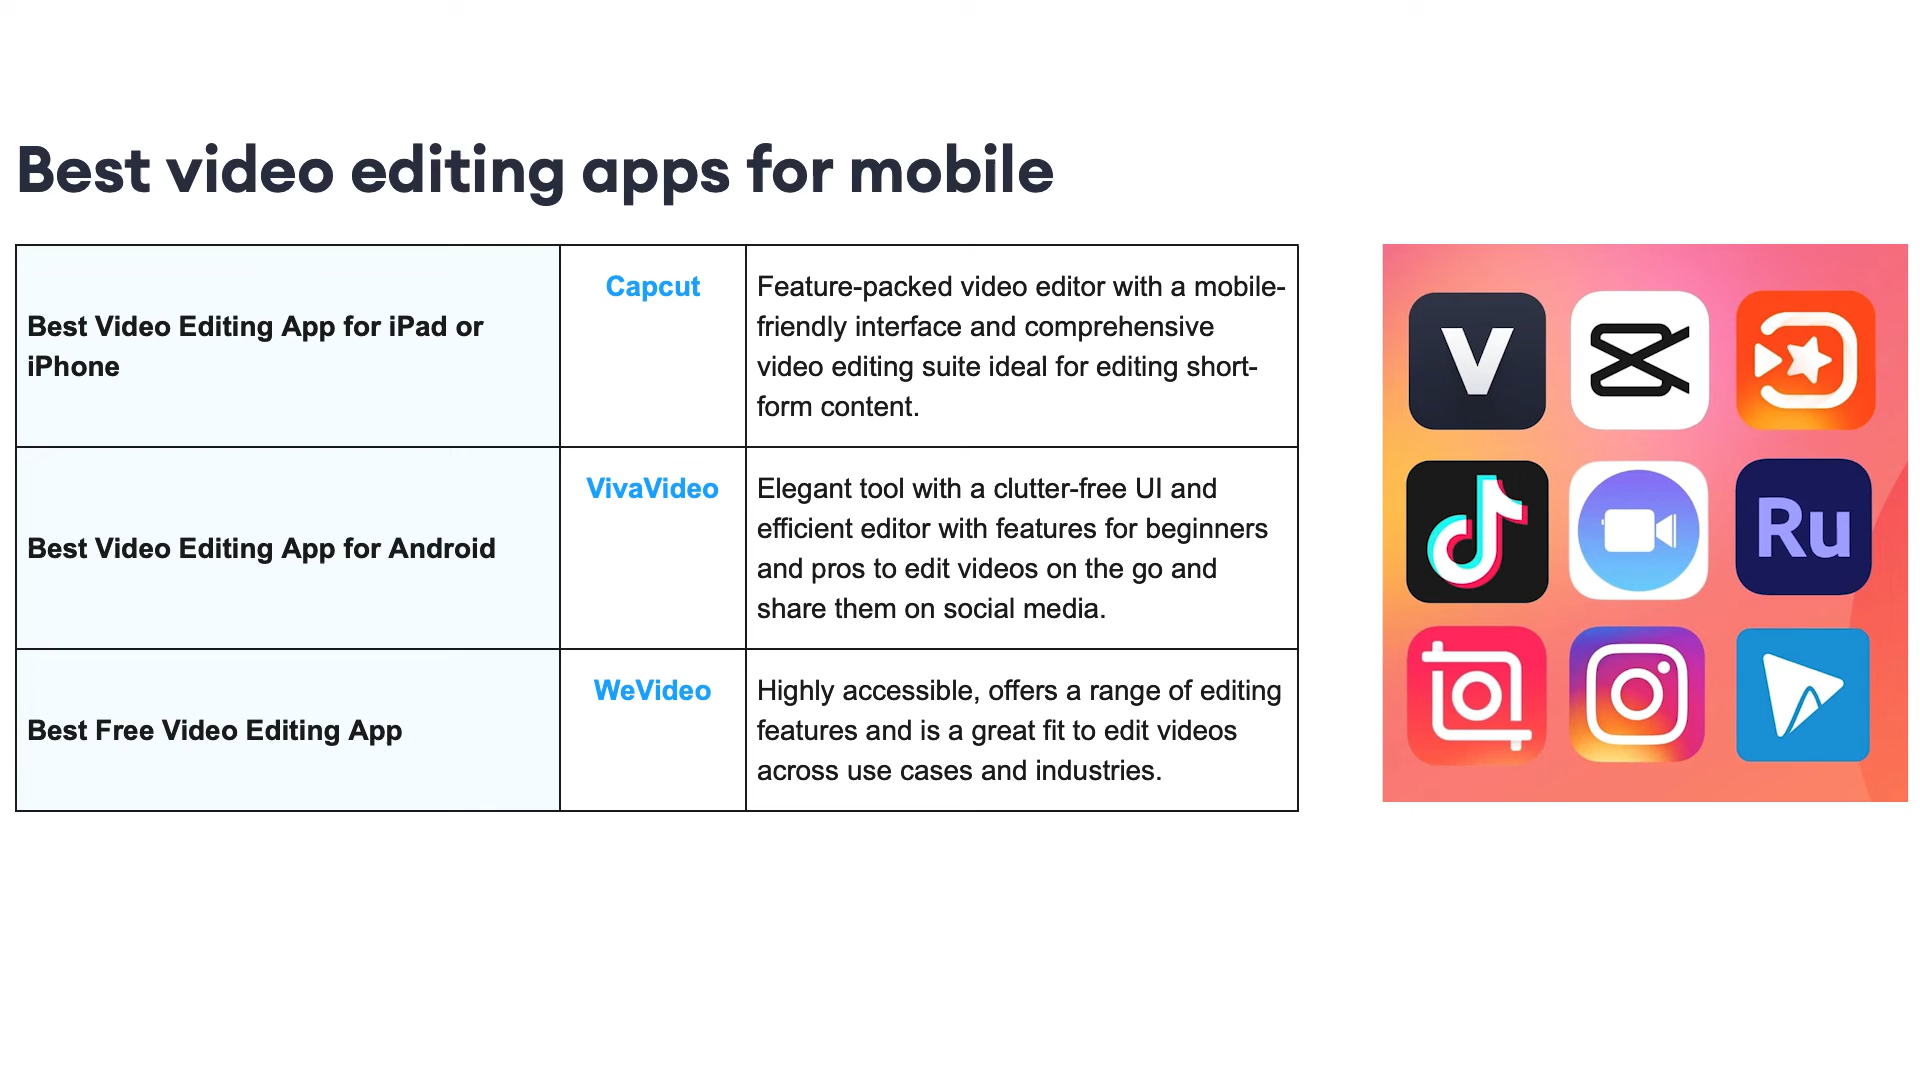 Best video editing apps for mobile
Best Video Editing App for iPad or
iPhone
Capcut
Feature-packed video editor with a mobile-
friendly interface and comprehensive
video editing suite ideal for editing short-
form content.
Best Video Editing App for Android
VivaVideo
Elegant tool with a clutter-free UI and
efficient editor with features for beginners
and pros to edit videos on the go and
share them on social media.
Best Free Video Editing App
WeVideo
Highly accessible, offers a range of editing
features and is a great fit to edit videos
across use cases and industries.
V
Ru